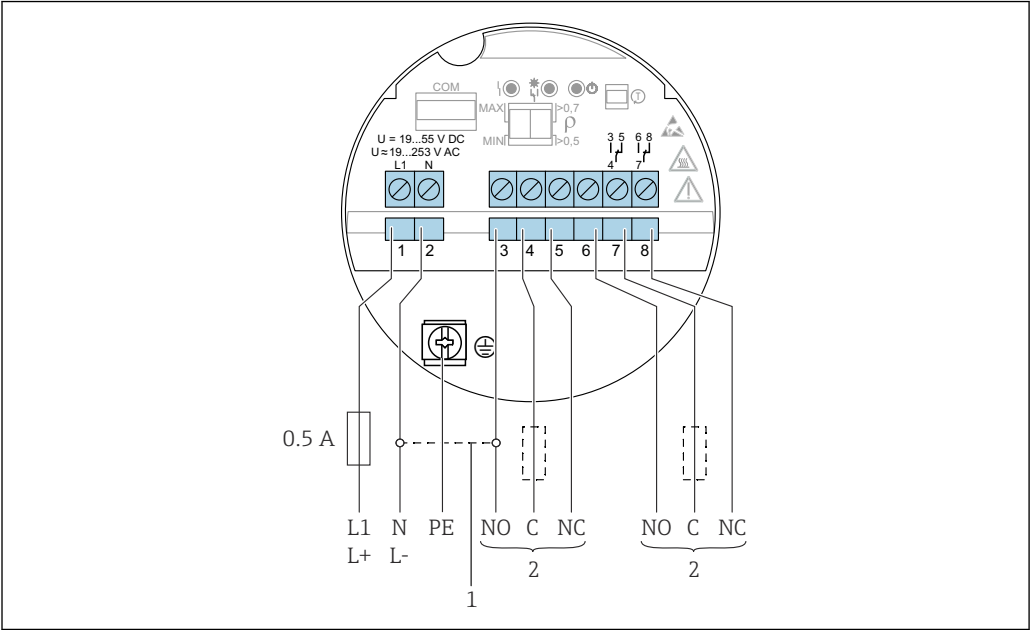 COM
MAX
>0,7
ρ
MIN
>0,5
U = 19...55 V DC
U≈19...253 V AC
L1 N
3 5 6 8
4 7
T
1 2 3 4 5 6 7 8
0.5 A
L1 N PE NO C NC NO C NC
L+ L- 2 2
1